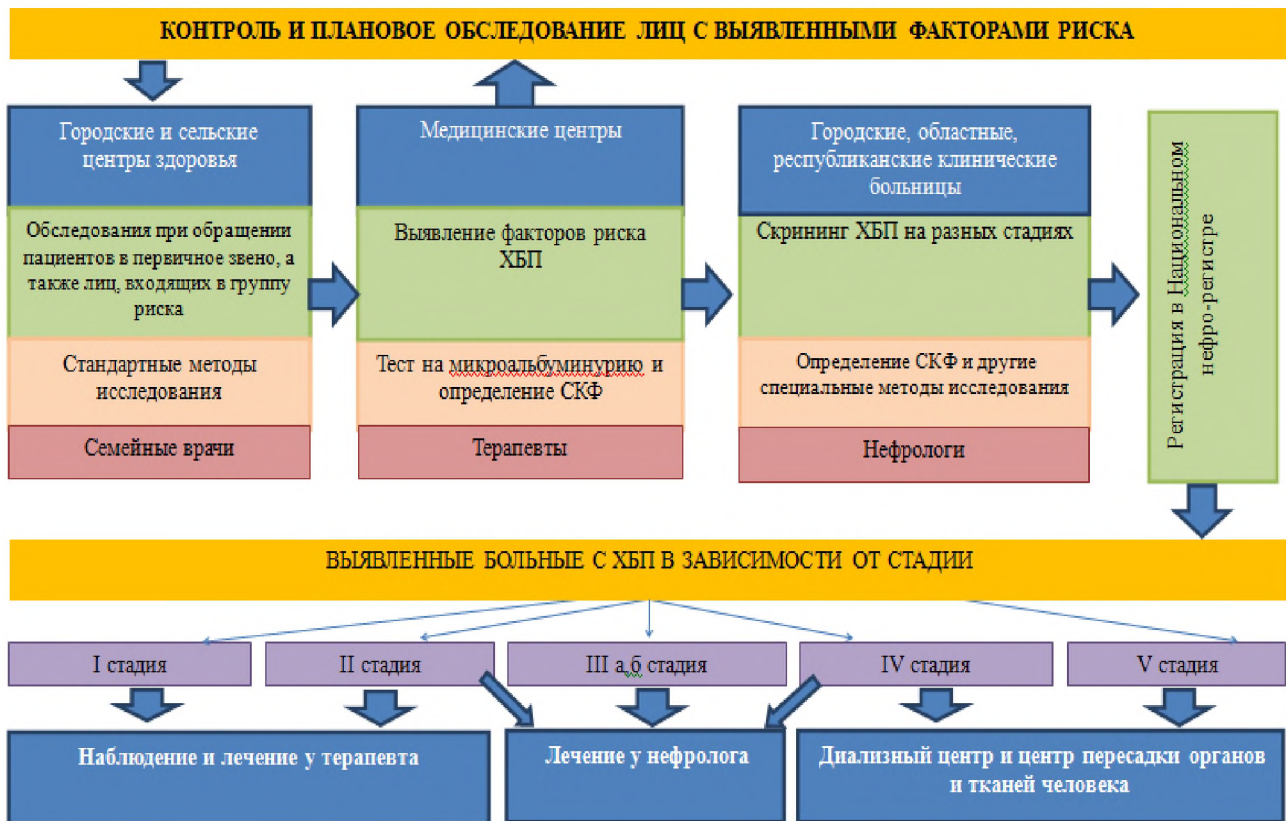 КОНТРОЛЬ И ПЛАНОВОЕ ОБСЛЕДОВАНИЕ ЛИЦ С ВЫЯВЛЕННЫМИ ФАКТОРАМИ РИСКА
Городские и сельские
центры здоровья
Обследования при обращении
пациентов в первичное звено, а
также лиц, входящих в группу
риска
Стандартные методы
исследования
Семейные врачи
Медицинские центры
Выявление факторов риска
ХБП
Тест на микроальбуминурию и
определение СКФ
Терапевты
Городские, областные,
республиканские клинические
больницы
Скрининг ХБП на разных стадиях
Определение СКФ и другие
специальные методы исследования
Нефрологи
Регистрация в Национальном
нефро-регистре
ВЫЯВЛЕННЫЕ БОЛЬНЫЕ С ХБП В ЗАВИСИМОСТИ ОТ СТАДИИ
I стадия
II стадия
III а,б стадия
IV стадия
V стадия
Наблюдение и лечение у терапевта
Лечение у нефролога
Диализный центр и центр пересадки органов
и тканей человека